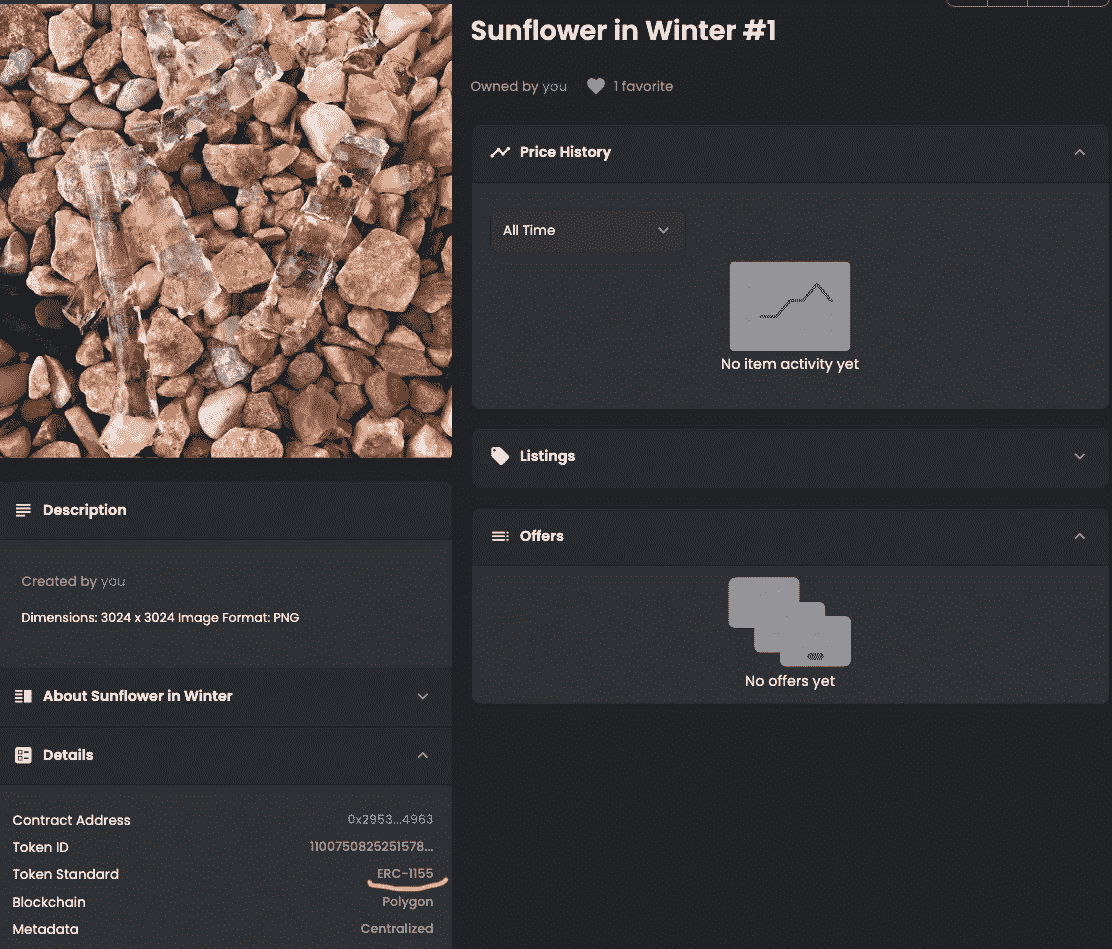 Sunflower in Winter #1
Owned by you 1 favorite
Price History
All Time
No item activity yet
Listings
Offers
No offers yet
Description
Created by you
Dimensions: 3024 x 3024 Image Format: PNG
About Sunflower in Winter
Details
Contract Address 0x2953...4963
Token ID 1100750825251578...
Token Standard ERC-1155
Blockchain Polygon
Metadata Centralized